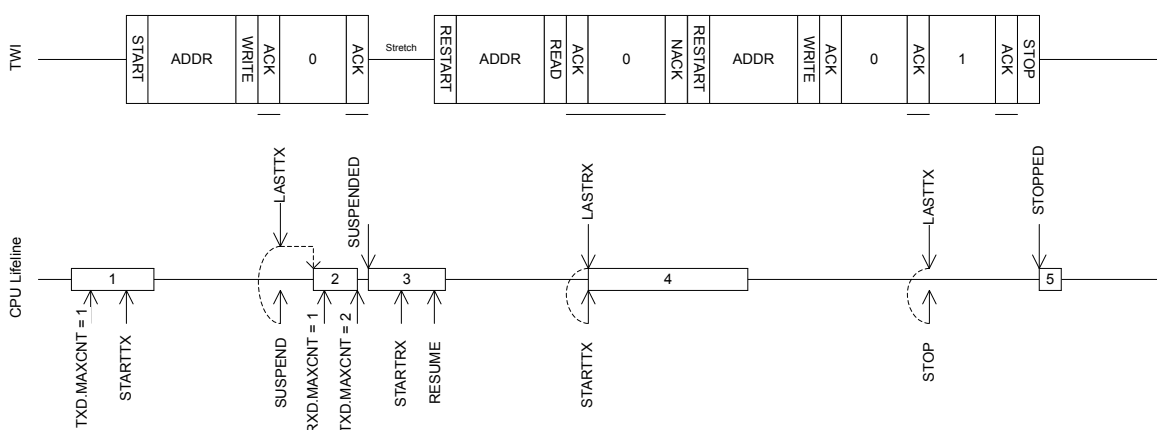 TWI
START
ADDR
WRITE
ACK
0
ACK
Stretch
RESTART
ADDR
READ
ACK
0
NACK
RESTART
ADDR
WRITE
ACK
0
ACK
1
ACK
STOP
CPU Lifeline
LASTTX
SUSPENDED
LASTRX
LASTTX
STOPPED
1
2
3
4
5
TXD.MAXCNT = 1
STARTTX
SUSPEND
RXD.MAXCNT = 1
TXD.MAXCNT = 2
STARTRX
RESUME
STARTTX
STOP